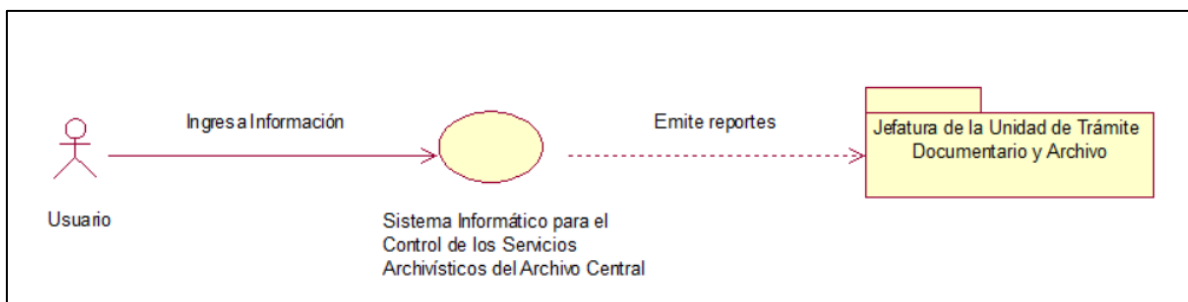 Ingresa Información
Emite reportes
Jefatura de la Unidad de Trámite
Documentario y Archivo
Usuario
Sistema Informático para el
Control de los Servicios
Archivísticos del Archivo Central